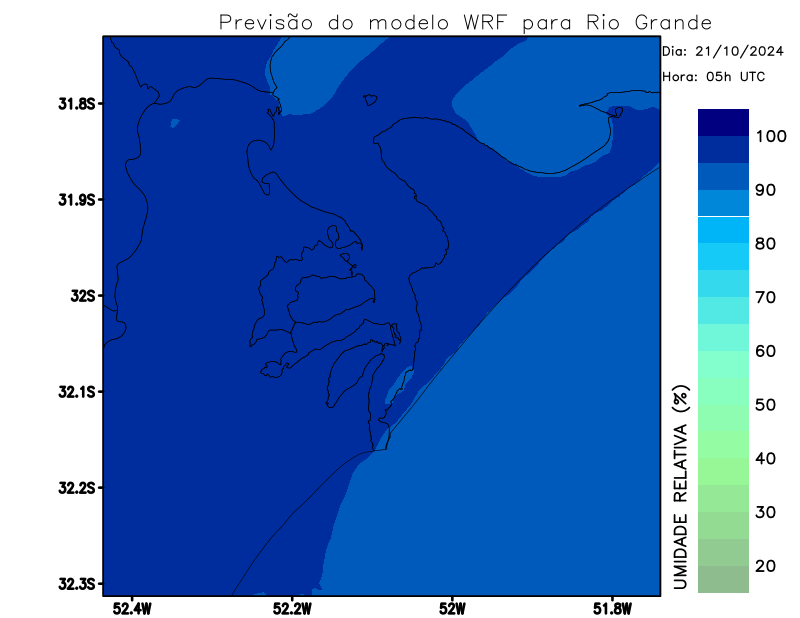 Previsão do modelo WRF para Rio Grande
Dia: 21/10/2024
Hora: 05h UTC
31.8S
31.9S
32S
32.1S
32.2S
32.3S
52.4W
52.2W
52W
51.8W
100
90
80
70
60
50
40
30
20
UMIDADE RELATIVA (%)